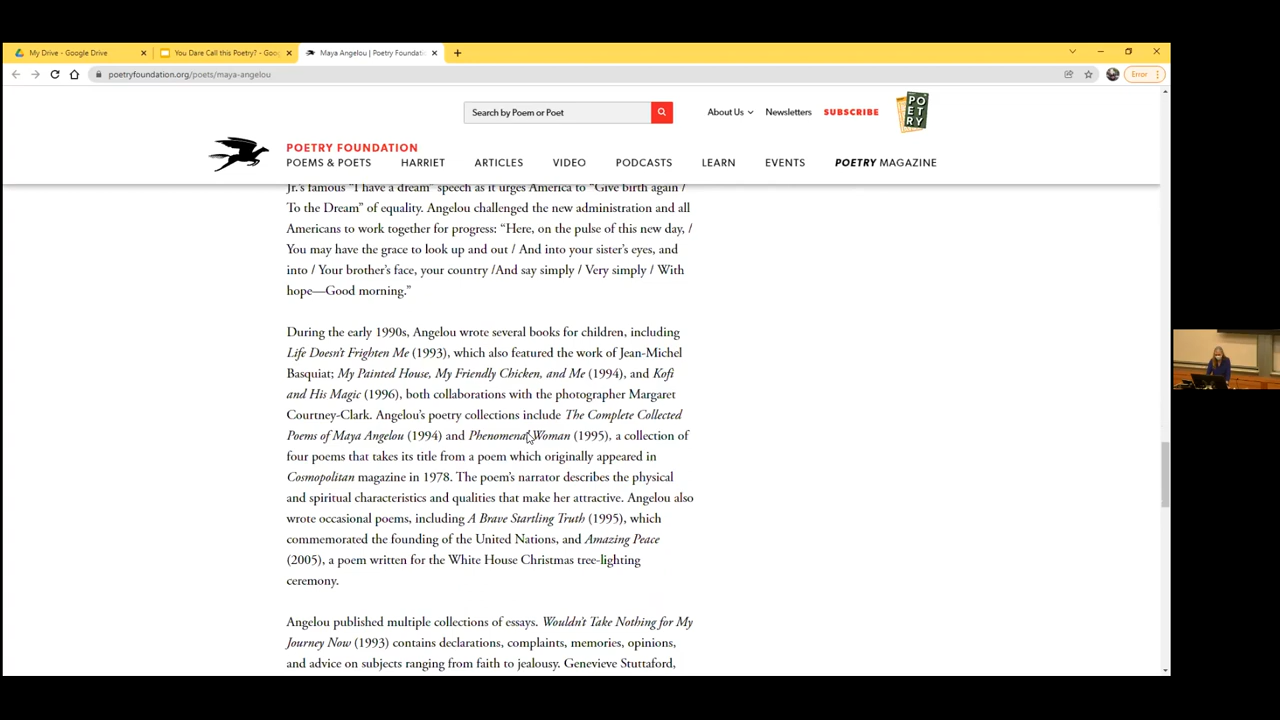 My Drive - Google Drive
You Dare Call this Poetry? - Goo
Maya Angelou | Poetry Foundati
poetryfoundation.org/poets/maya-angelou
Error
Search by Poem or Poet
About Us
Newsletters
SUBSCRIBE
PO
ET
RY
POETRY FOUNDATION
POEMS & POETS
HARRIET
ARTICLES
VIDEO
PODCASTS
LEARN
EVENTS
POETRY MAGAZINE
Jr.'s famous “I have a dream” speech as it urges America to “Give birth again /
To the Dream” of equality. Angelou challenged the new administration and all
Americans to work together for progress: “Here, on the pulse of this new day, /
You may have the grace to look up and out / And into your sister’s eyes, and
into / Your brother’s face, your country /And say simply / Very simply / With
hope—Good morning.”
During the early 1990s, Angelou wrote several books for children, including
Life Doesn’t Frighten Me (1993), which also featured the work of Jean-Michel
Basquiat; My Painted House, My Friendly Chicken, and Me (1994), and Kofi
and His Magic (1996), both collaborations with the photographer Margaret
Courtney-Clark. Angelou’s poetry collections include The Complete Collected
Poems of Maya Angelou (1994) and Phenomenal Woman (1995), a collection of
four poems that takes its title from a poem which originally appeared in
Cosmopolitan magazine in 1978. The poem’s narrator describes the physical
and spiritual characteristics and qualities that make her attractive. Angelou also
wrote occasional poems, including A Brave Startling Truth (1995), which
commemorated the founding of the United Nations, and Amazing Peace
(2005), a poem written for the White House Christmas tree-lighting
ceremony.
Angelou published multiple collections of essays. Wouldn’t Take Nothing for My
Journey Now (1993) contains declarations, complaints, memories, opinions,
and advice on subjects ranging from faith to jealousy. Genevieve Stuttaford,